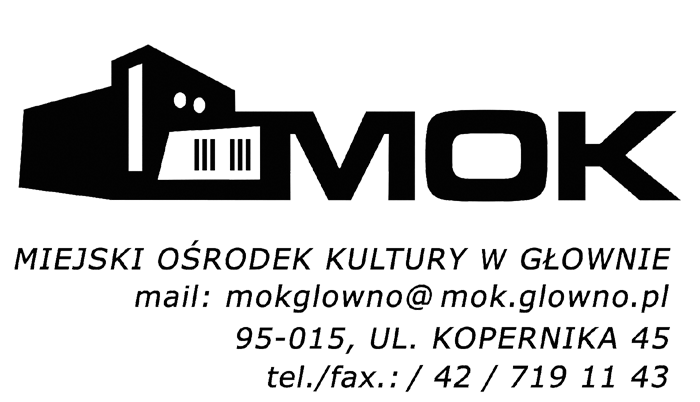 MOK
MIEJSKI OŚRODEK KULTURY W GŁOWNIE
mail: mokglowno@mok.glowno.pl
95-015, UL. KOPERNIKA 45
tel./fax.: / 42 / 719 11 43